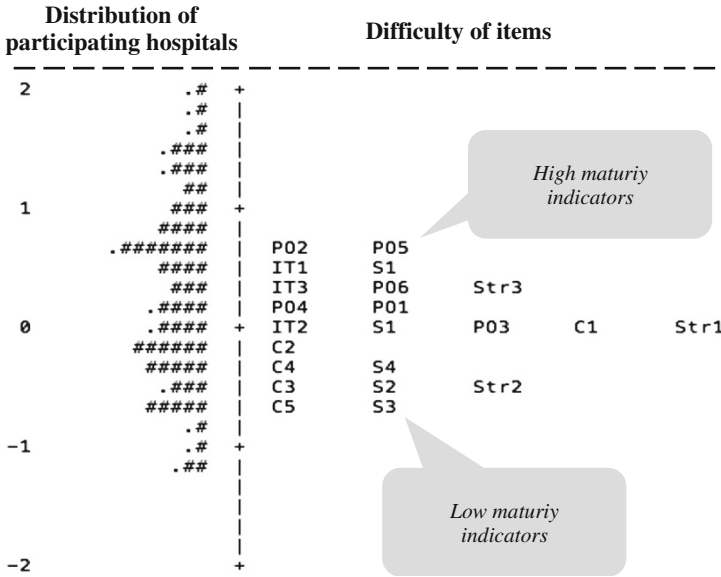 Distribution of participating hospitals Difficulty of items
2 .# +
.# |
.# |
.### |
.### |
## |
1 ### +
#### |
.####### | PO2 PO5
#### | IT1 S1
### | IT3 PO6 Str3
.#### | PO4 PO1
0 .#### + IT2 S1 PO3 C1 Str1
###### | C2
##### | C4 S4
.### | C3 S2 Str2
##### | C5 S3
.# |
-1 .# +
.## |
|
|
|
|
-2 +
High maturiy
indicators
Low maturiy
indicators